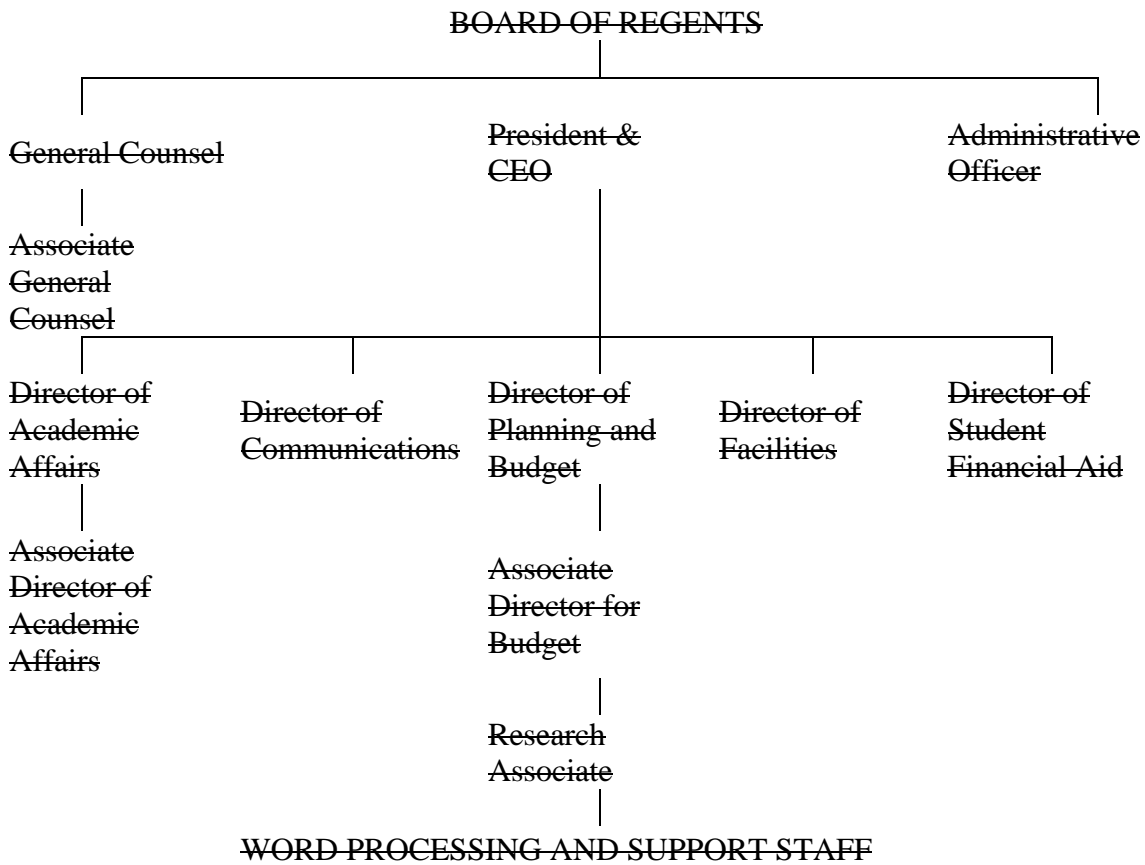 BOARD OF REGENTS
General Counsel
President &
CEO
Administrative
Officer
Associate
General
Counsel
Director of
Academic
Affairs
Director of
Communications
Director of
Planning and
Budget
Director of
Facilities
Director of
Student
Financial Aid
Associate
Director of
Academic
Affairs
Associate
Director for
Budget
Research
Associate
WORD PROCESSING AND SUPPORT STAFF